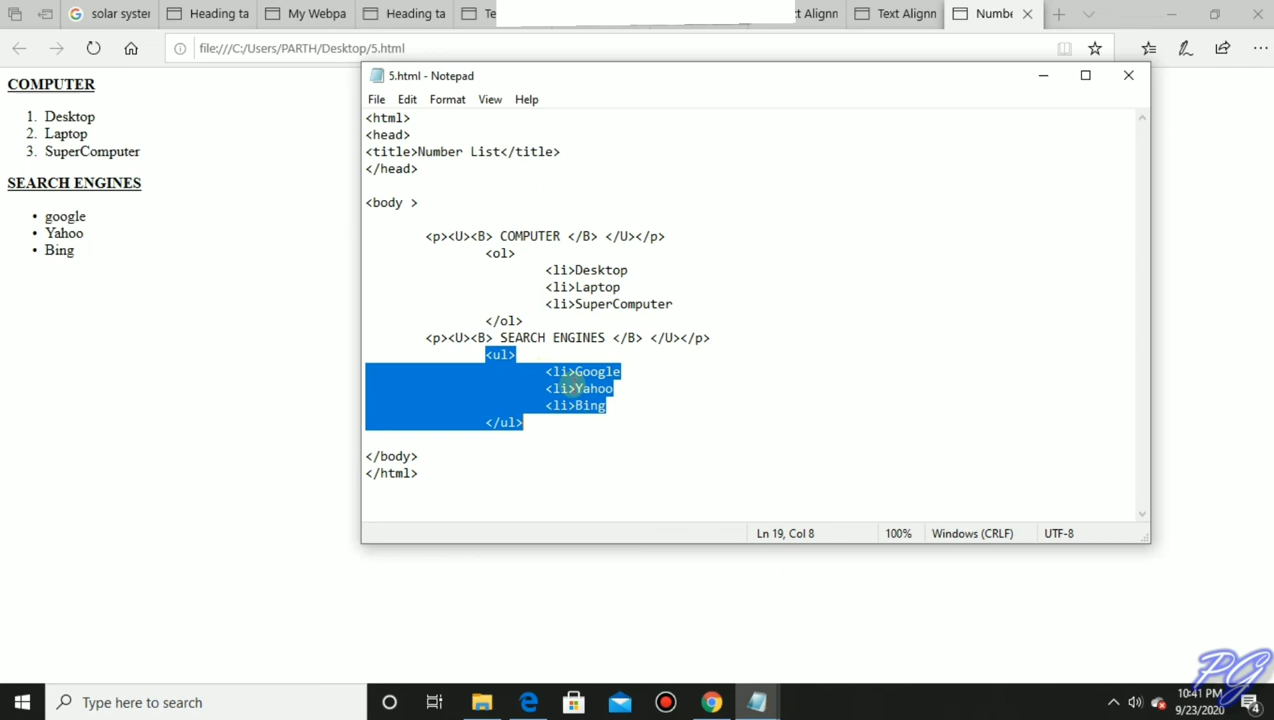 solar system
Heading ta
My Webpa
Heading ta
Te
t Alignn
Text Alignn
Numbe
file:///C:/Users/PARTH/Desktop/5.html
COMPUTER
1. Desktop
2. Laptop
3. SuperComputer
SEARCH ENGINES
• google
• Yahoo
• Bing
5.html - Notepad
File Edit Format View Help
<html>
<head>
<title>Number List</title>
</head>
<body >
<p><U><B> COMPUTER </B> </U></p>
<ol>
<li>Desktop
<li>Laptop
<li>SuperComputer
</ol>
<p><U><B> SEARCH ENGINES </B> </U></p>
<ul>
<li>Google
<li>Yahoo
<li>Bing
</ul>
</body>
</html>
Ln 19, Col 8
100%
Windows (CRLF)
UTF-8
PG
Type here to search
10:41 PM
9/23/2020
4